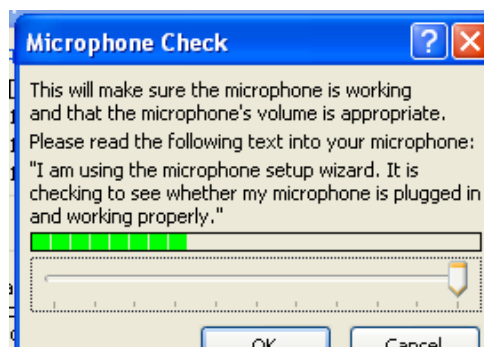 Microphone Check
This will make sure the microphone is working
and that the microphone's volume is appropriate.
Please read the following text into your microphone:
"I am using the microphone setup wizard. It is
checking to see whether my microphone is plugged in
and working properly."
OK
Cancel